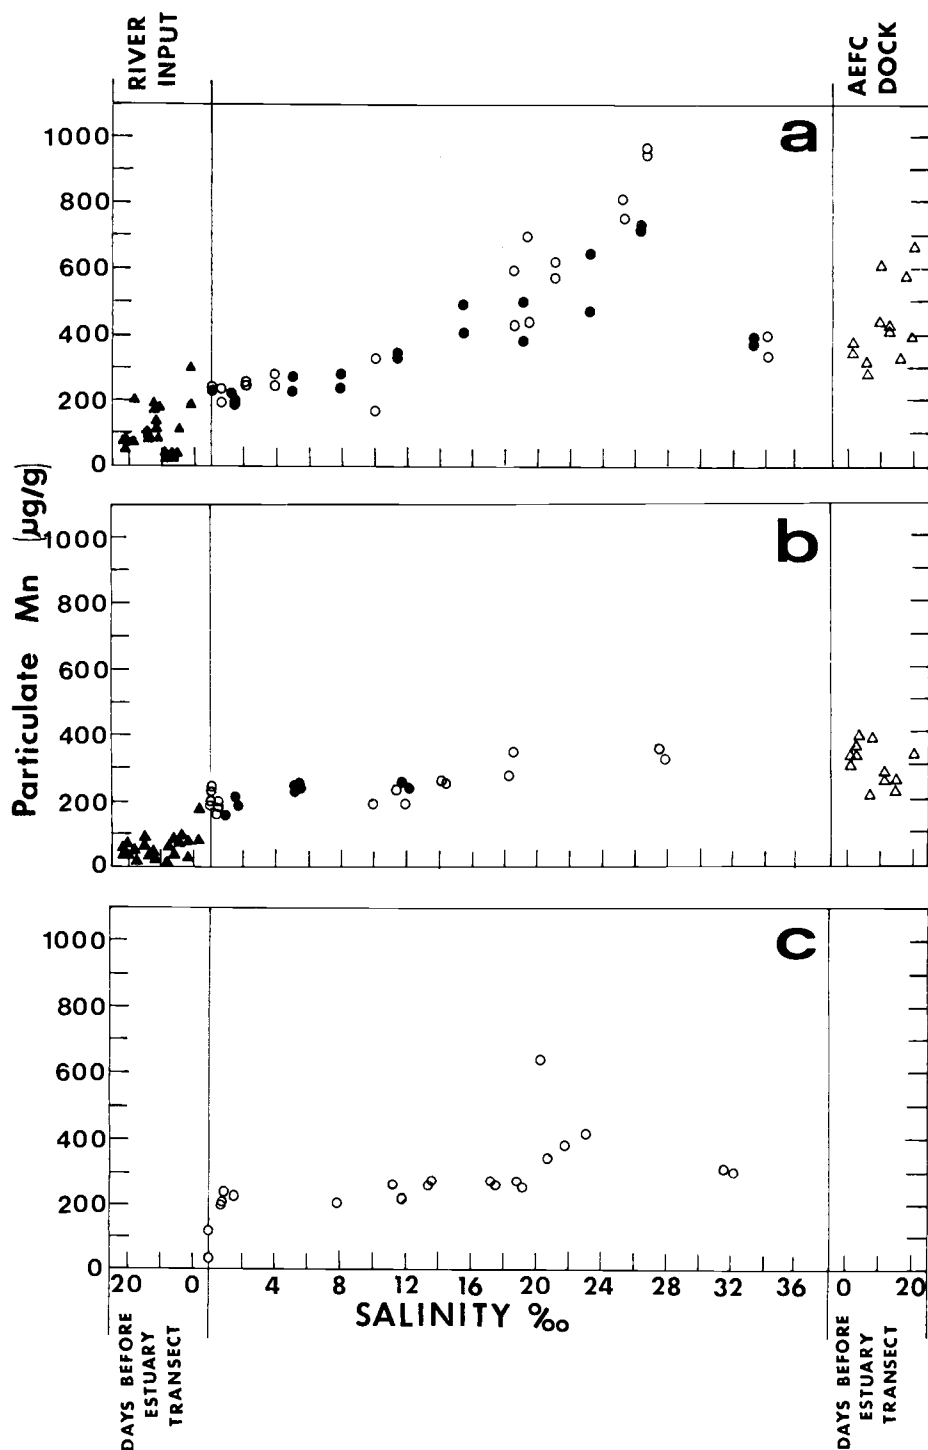 RIVER
INPUT
AEFC
DOCK
a
1000
800
600
400
200
0
Particulate Mn (µg/g)
b
1000
800
600
400
200
0
c
1000
800
600
400
200
0
20 0 4 8 12 16 20 24 28 32 36 0 20
SALINITY ‰
DAYS BEFORE
ESTUARY
TRANSECT
DAYS BEFORE
ESTUARY
TRANSECT